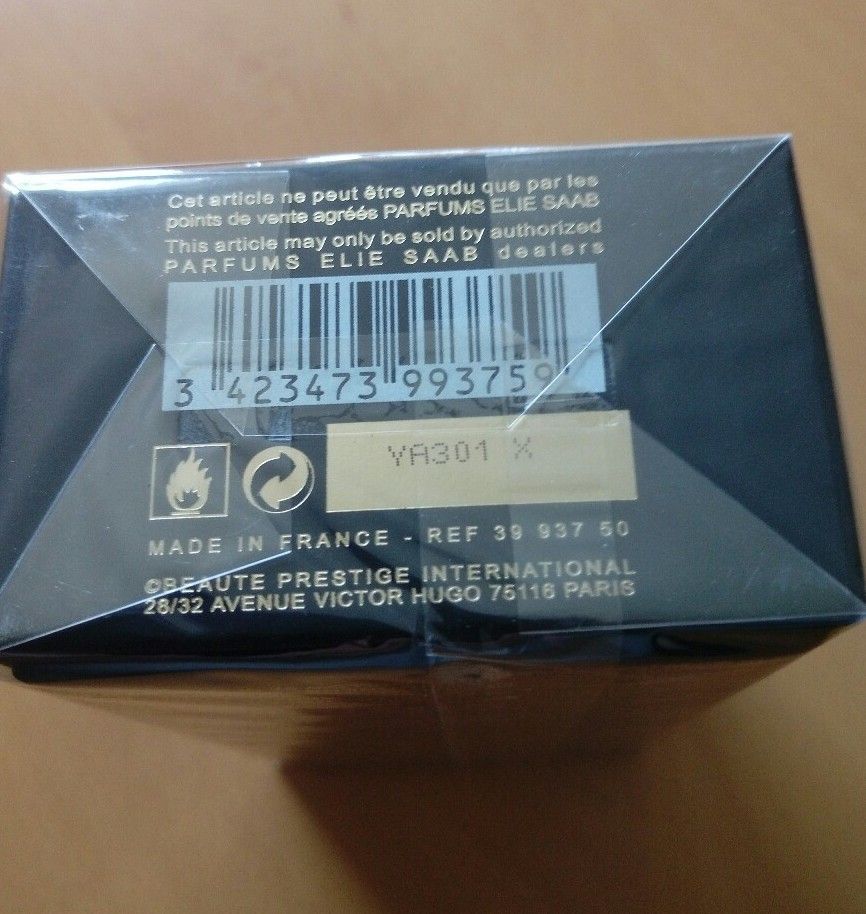 Cet article ne peut être vendu que par les
points de vente agréés PARFUMS ELIE SAAB
This article may only be sold by authorized
PARFUMS ELIE SAAB dealers
3 423473 993759
YA301 X
MADE IN FRANCE - REF 39 937 50
©BEAUTE PRESTIGE INTERNATIONAL
28/32 AVENUE VICTOR HUGO 75116 PARIS